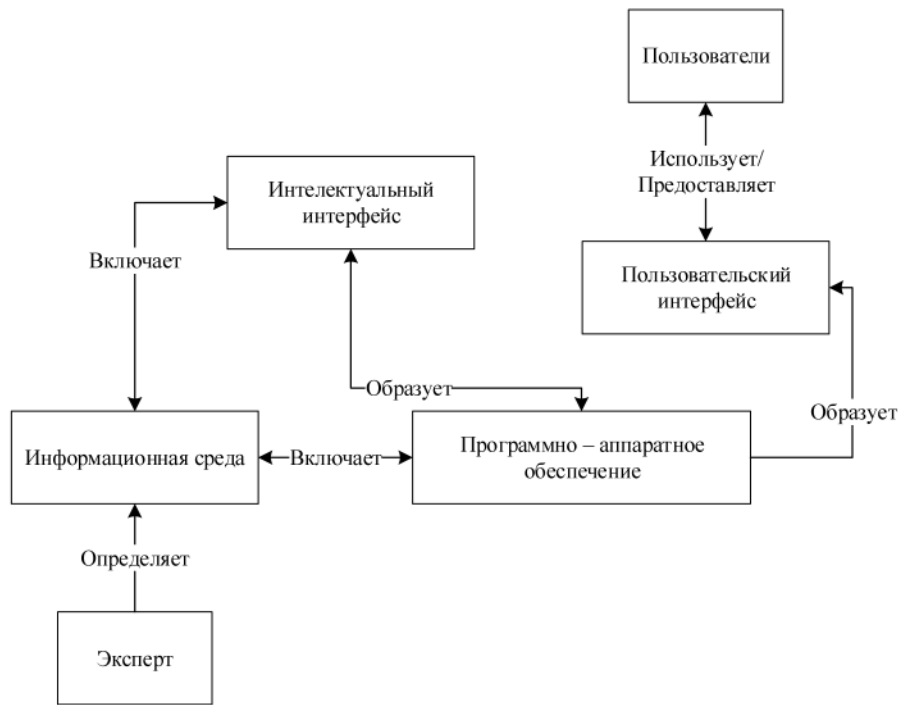 Пользователи
Использует/
Предоставляет
Интелектуальный
интерфейс
Включает
Пользовательский
интерфейс
Образует
Образует
Информационная среда
Включает
Программно – аппаратное
обеспечение
Определяет
Эксперт